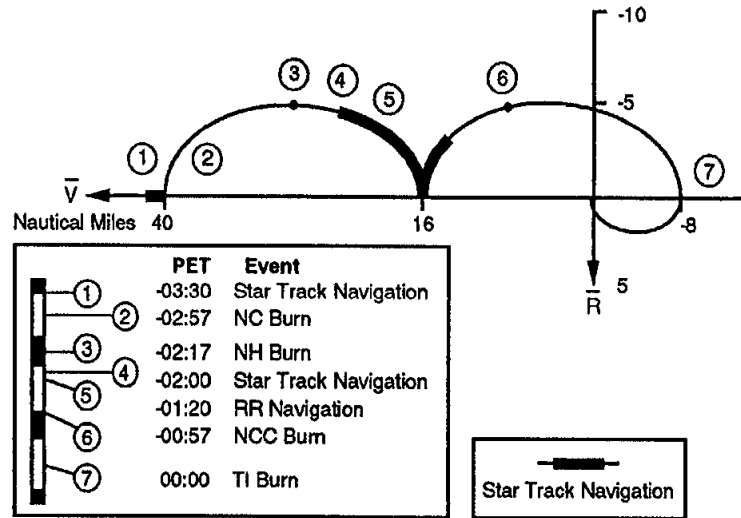 -10
③ ④ ⑤ ⑥ -5
① ② ⑦
V
Nautical Miles 40 16 -8
R 5
PET Event
① -03:30 Star Track Navigation
② -02:57 NC Burn
③ -02:17 NH Burn
④ -02:00 Star Track Navigation
⑤ -01:20 RR Navigation
⑥ -00:57 NCC Burn
⑦ 00:00 TI Burn
Star Track Navigation